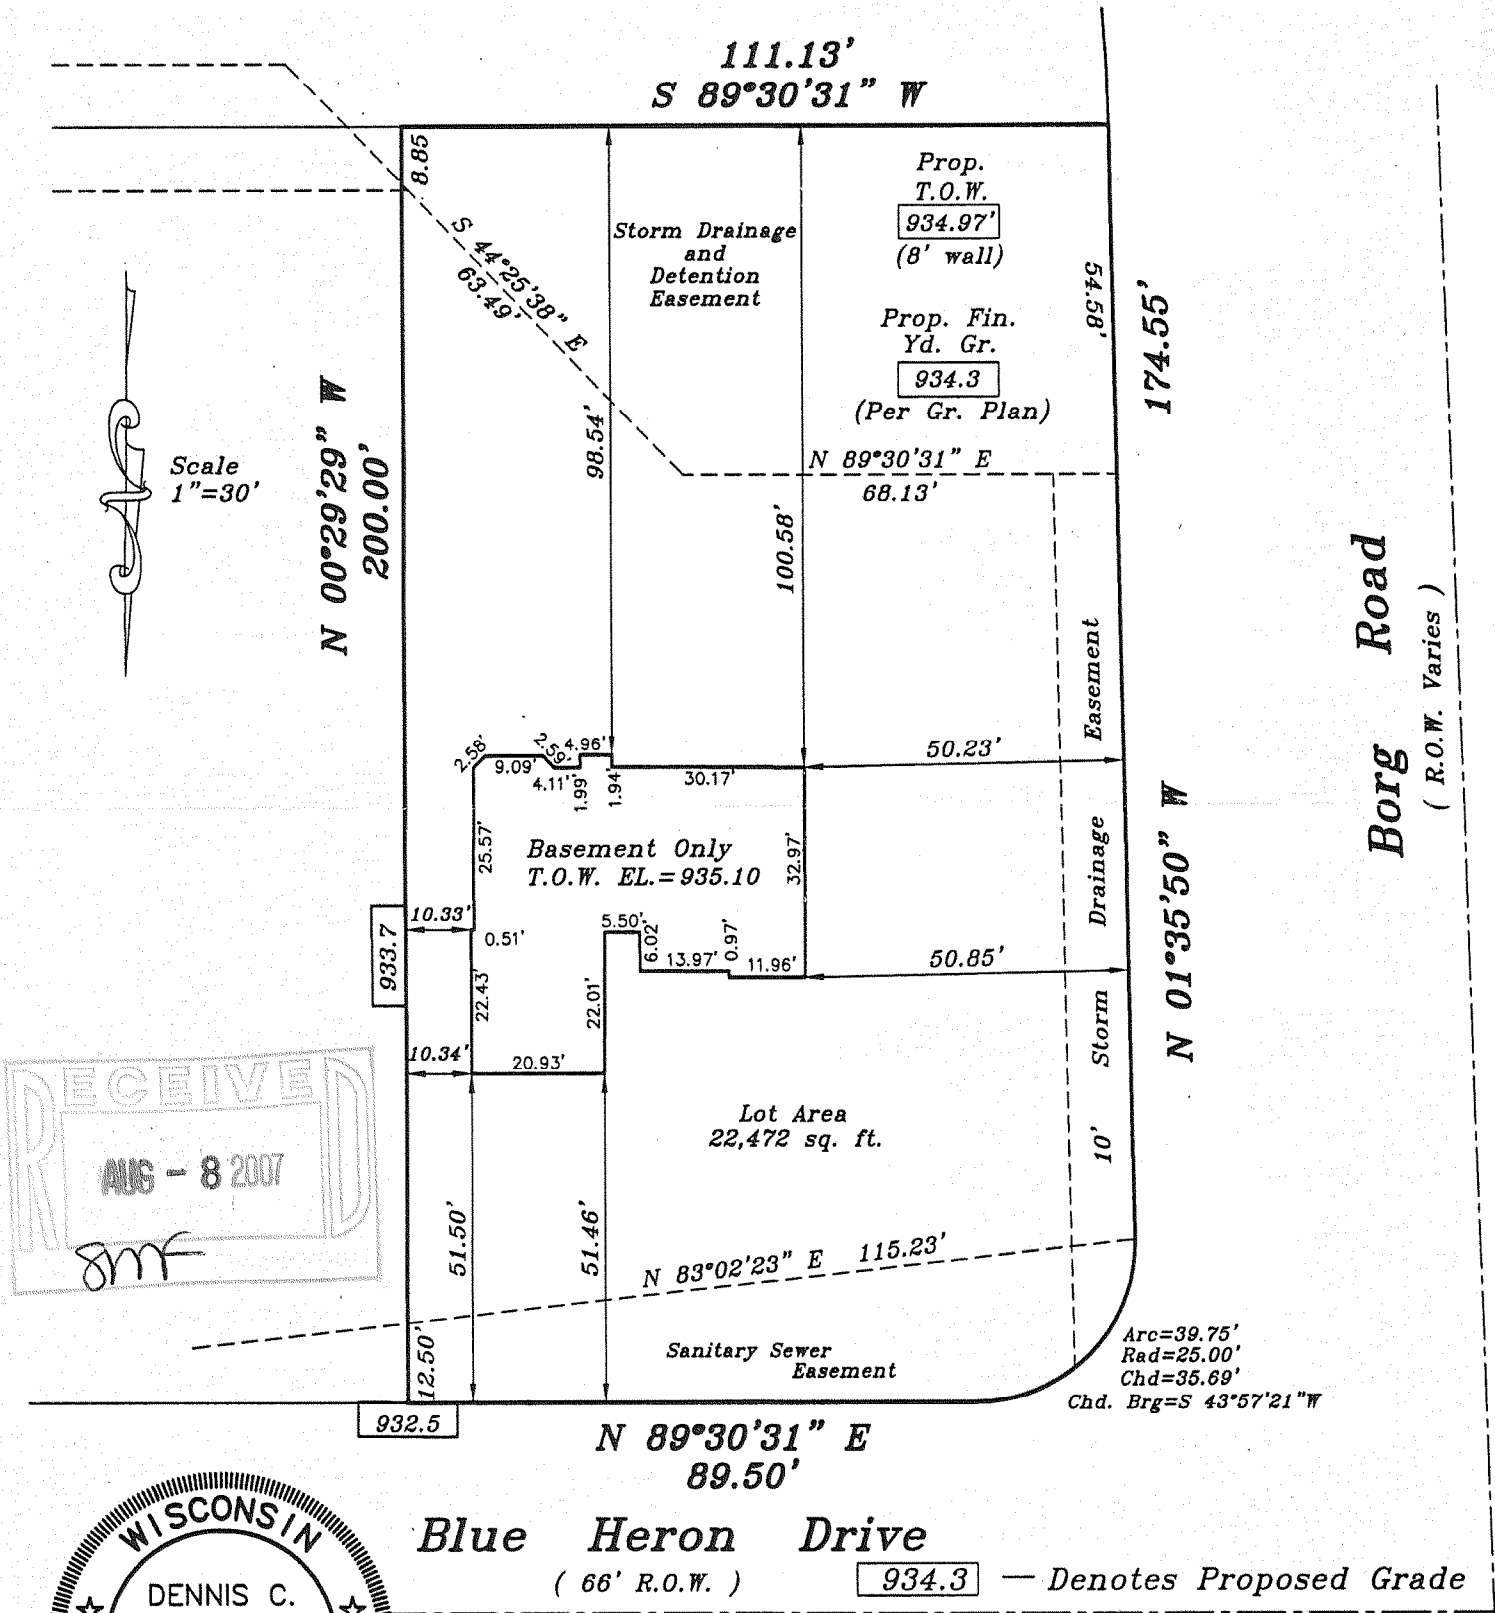 111.13'
S 89°30'31" W
8.85
S 44°25'38" E
63.49'
Storm Drainage
and
Detention
Easement
Prop.
T.O.W.
934.97'
(8' wall)
Prop. Fin.
Yd. Gr.
934.3
(Per Gr. Plan)
54.58'
174.55'
N 89°30'31" E
68.13'
Scale
1"=30'
N 00°29'29" W
200.00'
98.54'
100.58'
Borg Road
( R.O.W. Varies )
10' Storm Drainage Easement
N 01°35'50" W
2.58'
9.09'
2.59'
4.96'
4.11'
1.99'
1.94'
30.17'
50.23'
25.57'
Basement Only
T.O.W. EL.=935.10
32.97'
933.7
10.33'
0.51'
5.50'
6.02'
13.97'
0.97'
11.96'
50.85'
22.43'
22.01'
10.34'
20.93'
RECEIVED
AUG - 8 2007
SMF
Lot Area
22,472 sq. ft.
51.50'
51.46'
N 83°02'23" E 115.23'
12.50'
Sanitary Sewer
Easement
Arc=39.75'
Rad=25.00'
Chd=35.69'
Chd. Brg=S 43°57'21"W
932.5
N 89°30'31" E
89.50'
Blue Heron Drive
( 66' R.O.W. )
934.3 — Denotes Proposed Grade
WISCONSIN
DENNIS C.